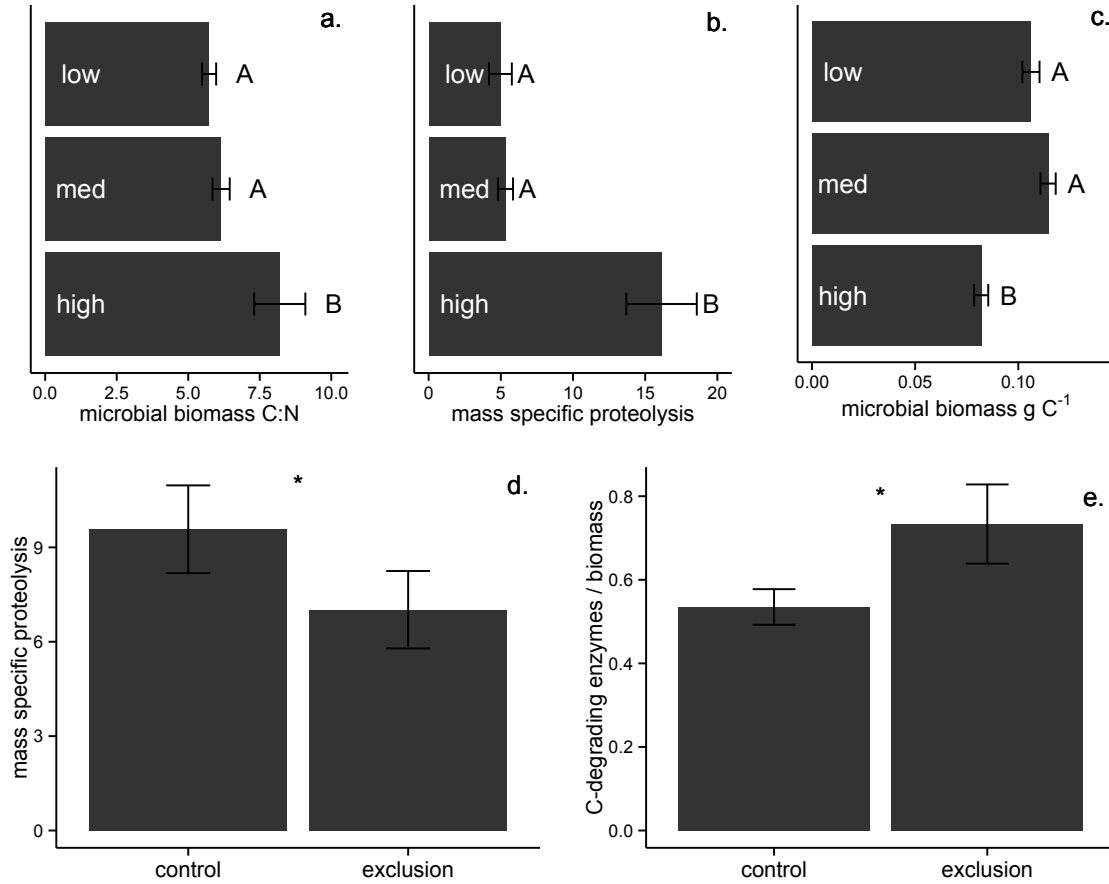 a.
low
A
med
A
high
B
0.0 2.5 5.0 7.5 10.0
microbial biomass C:N
b.
low
A
med
A
high
B
0 5 10 15 20
mass specific proteolysis
c.
low
A
med
A
high
B
0.00 0.05 0.10
microbial biomass g C⁻¹
d.
*
mass specific proteolysis
9
6
3
0
control exclusion
e.
*
C-degrading enzymes / biomass
0.8
0.6
0.4
0.2
0.0
control exclusion